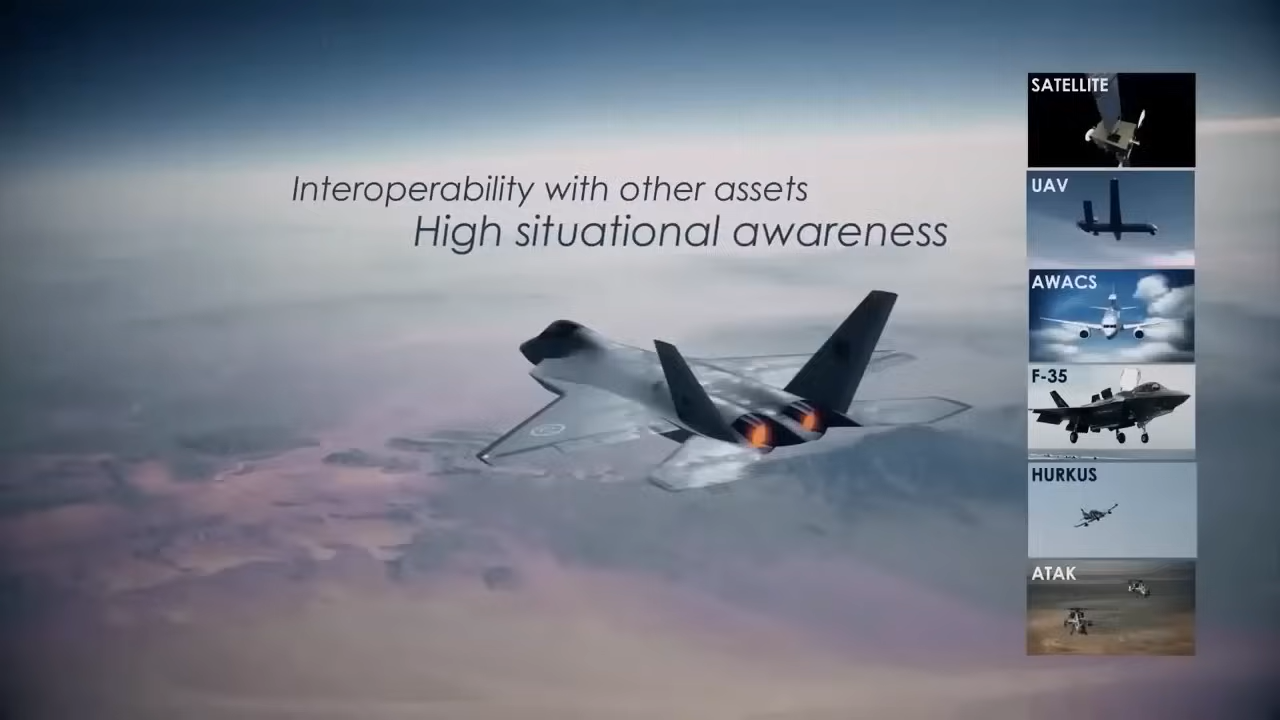 Interoperability with other assets
High situational awareness
SATELLITE
UAV
AWACS
F-35
HURKUS
ATAK